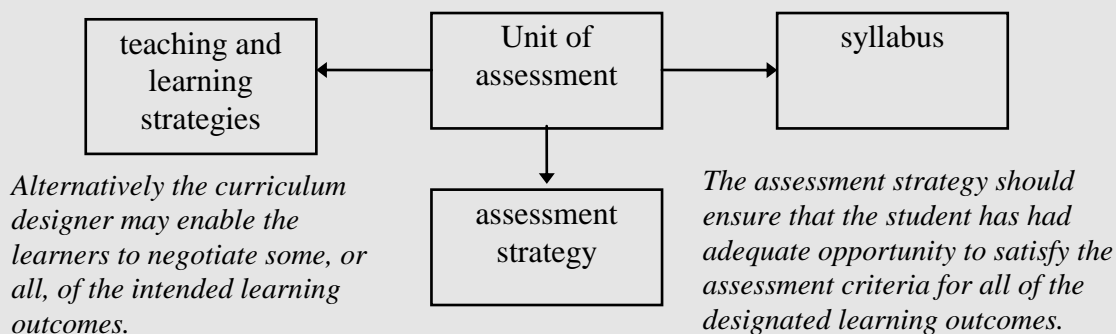 teaching and
learning
strategies
Unit of
assessment
syllabus
Alternatively the curriculum
designer may enable the
learners to negotiate some, or
all, of the intended learning
outcomes.
assessment
strategy
The assessment strategy should
ensure that the student has had
adequate opportunity to satisfy the
assessment criteria for all of the
designated learning outcomes.